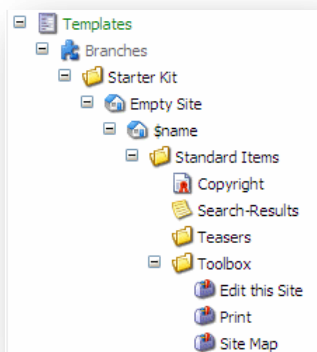 Templates
Branches
Starter Kit
Empty Site
$name
Standard Items
Copyright
Search-Results
Teasers
Toolbox
Edit this Site
Print
Site Map